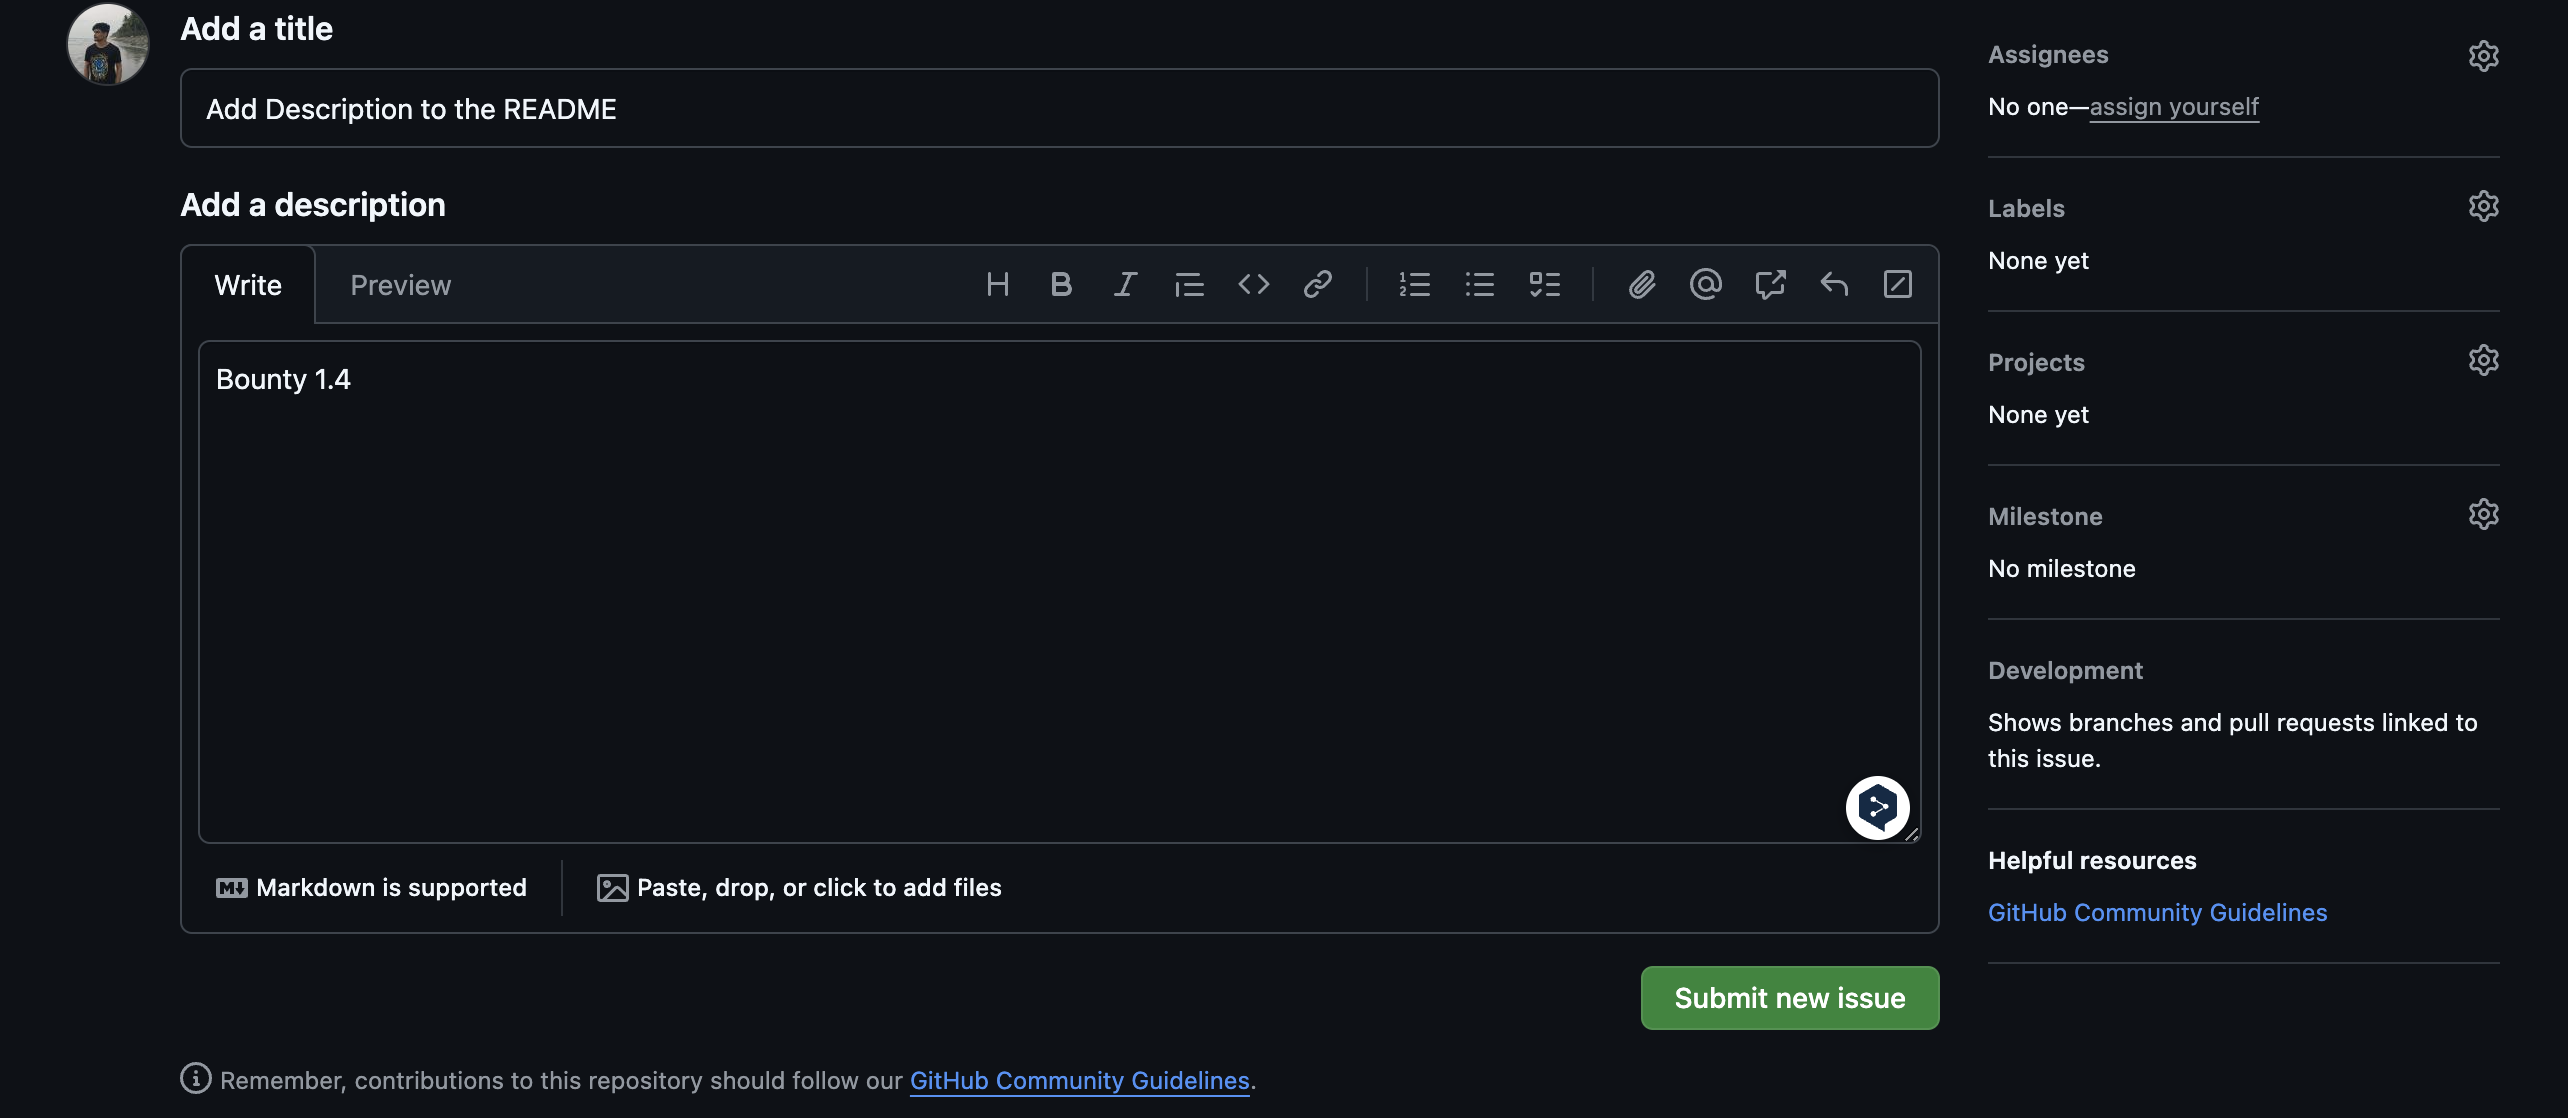 Add a title
Add Description to the README
Add a description
Write
Preview
Bounty 1.4
Markdown is supported
Paste, drop, or click to add files
Submit new issue
Remember, contributions to this repository should follow our GitHub Community Guidelines.
Assignees
No one—assign yourself
Labels
None yet
Projects
None yet
Milestone
No milestone
Development
Shows branches and pull requests linked to
this issue.
Helpful resources
GitHub Community Guidelines